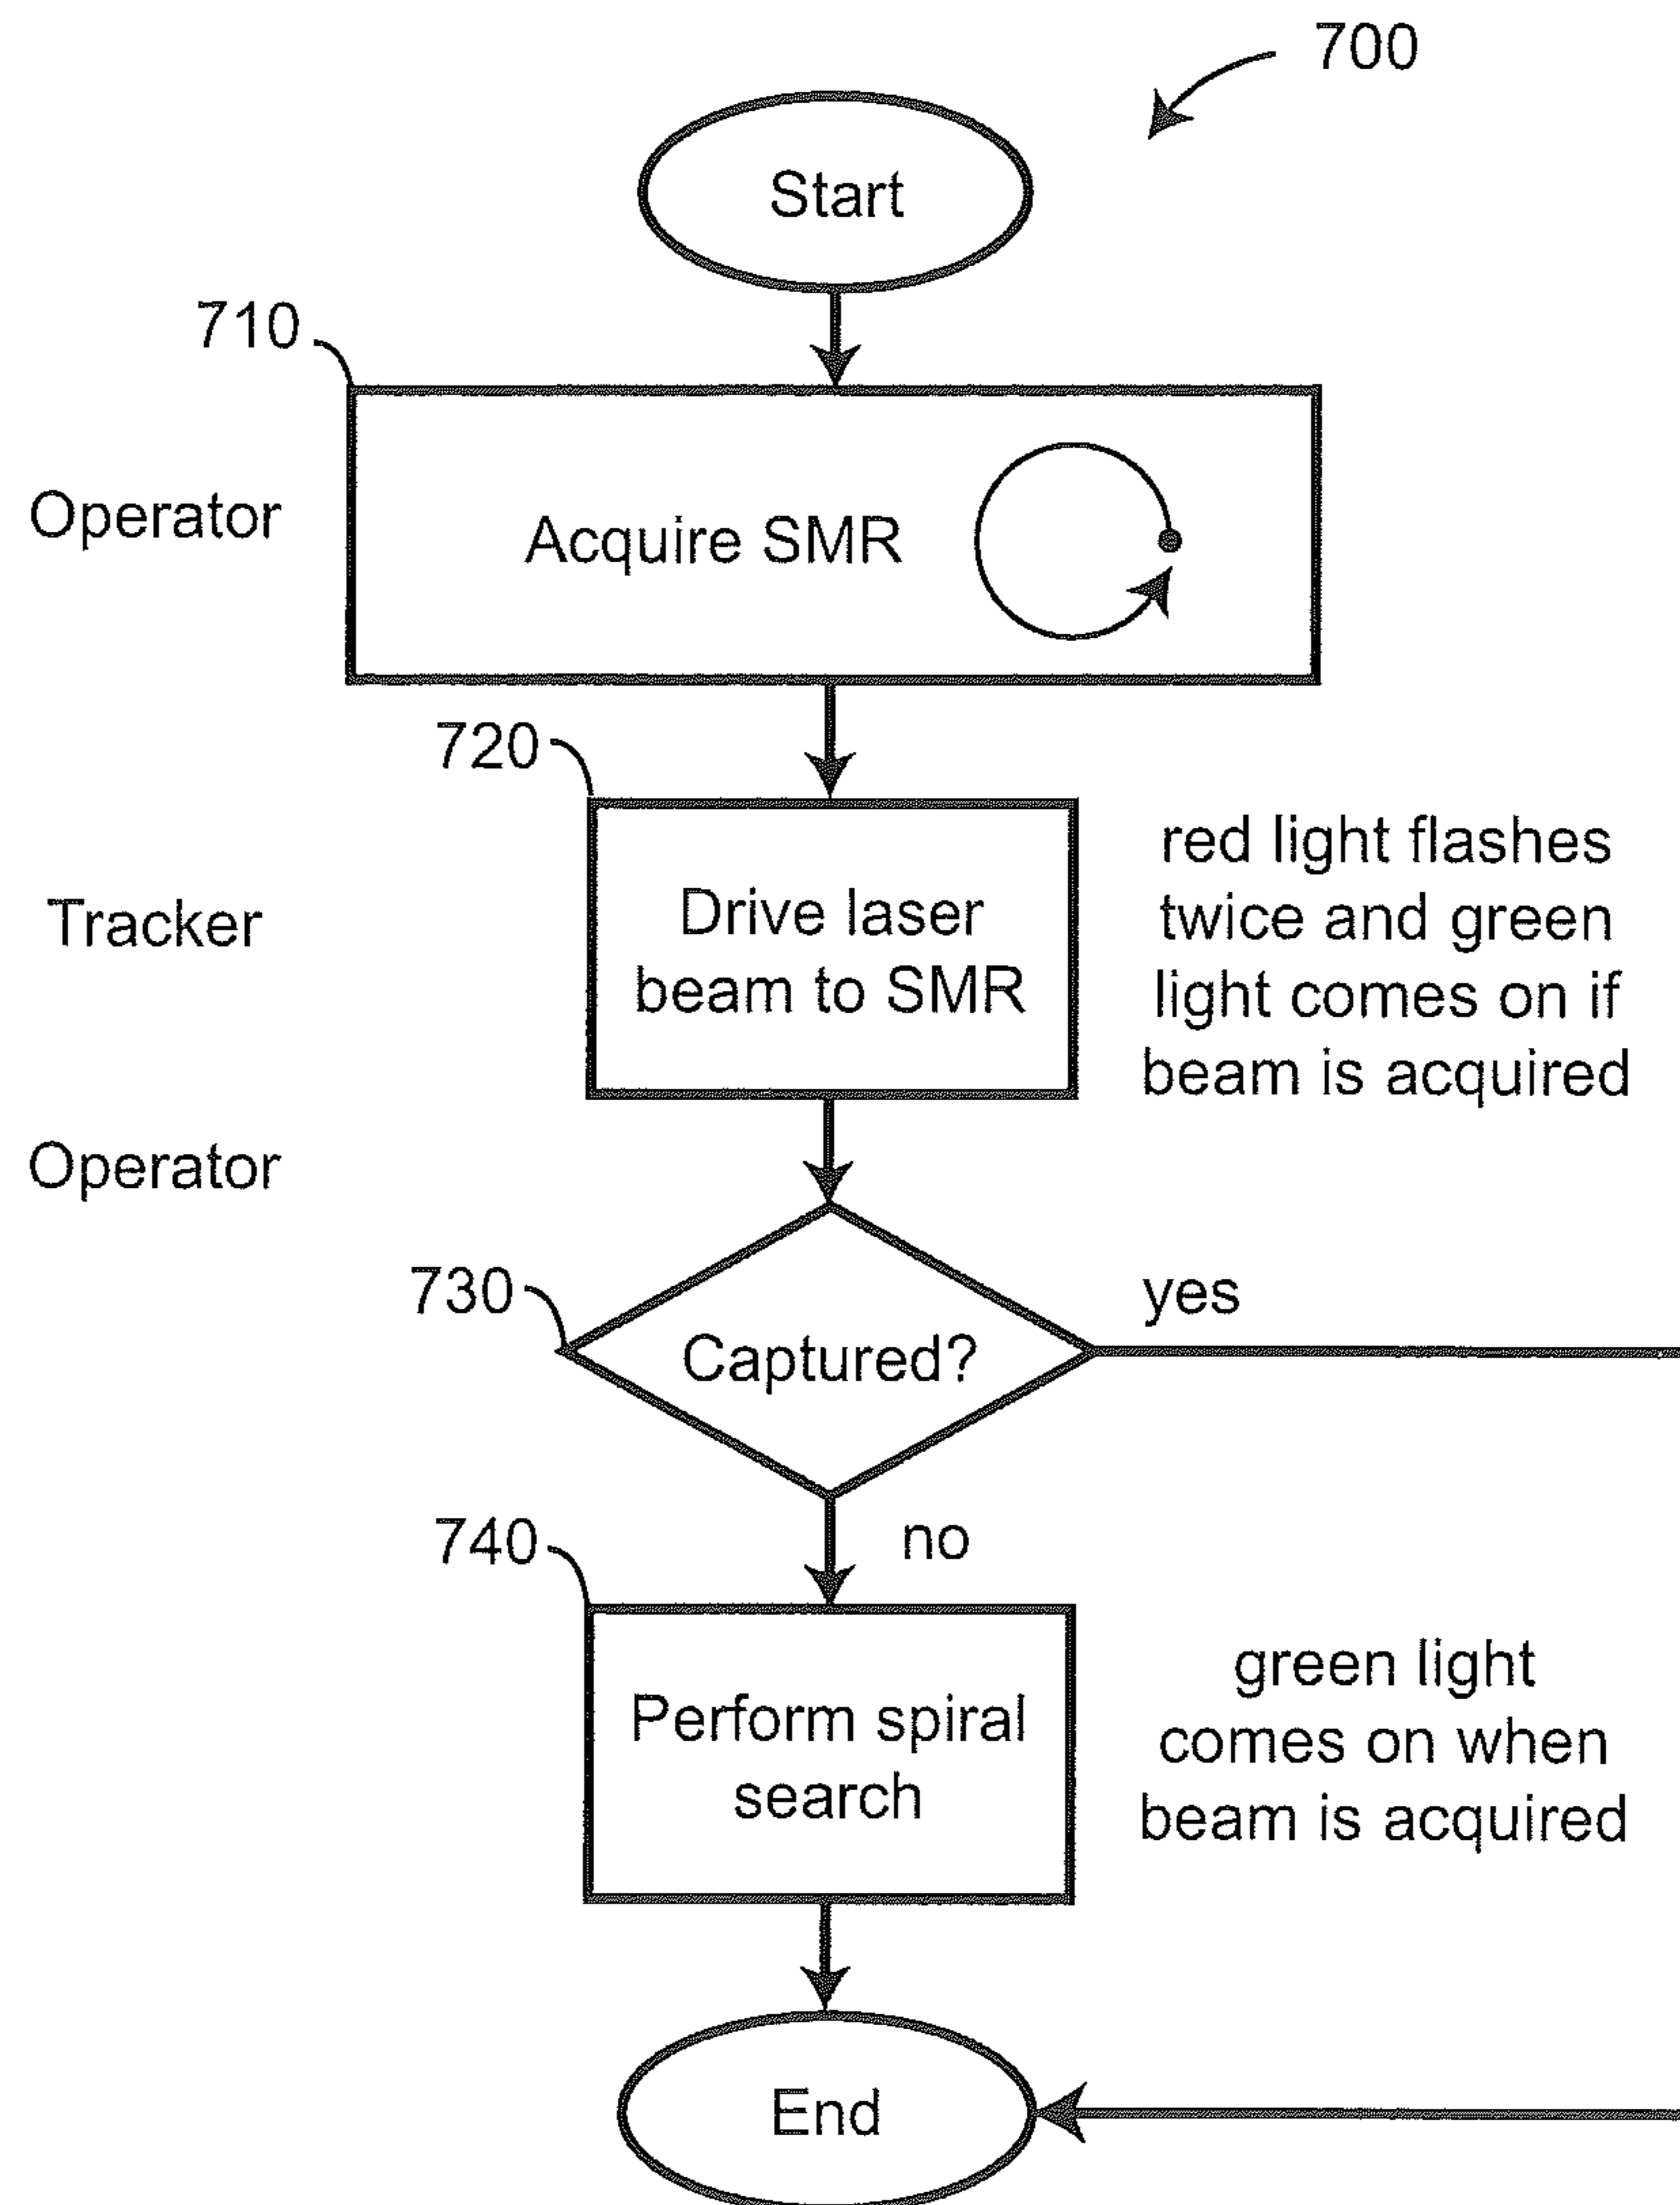 700
Start
710
Operator
Acquire SMR
720
Tracker
Drive laser
beam to SMR
red light flashes
twice and green
light comes on if
beam is acquired
Operator
730
Captured?
yes
no
740
Perform spiral
search
green light
comes on when
beam is acquired
End